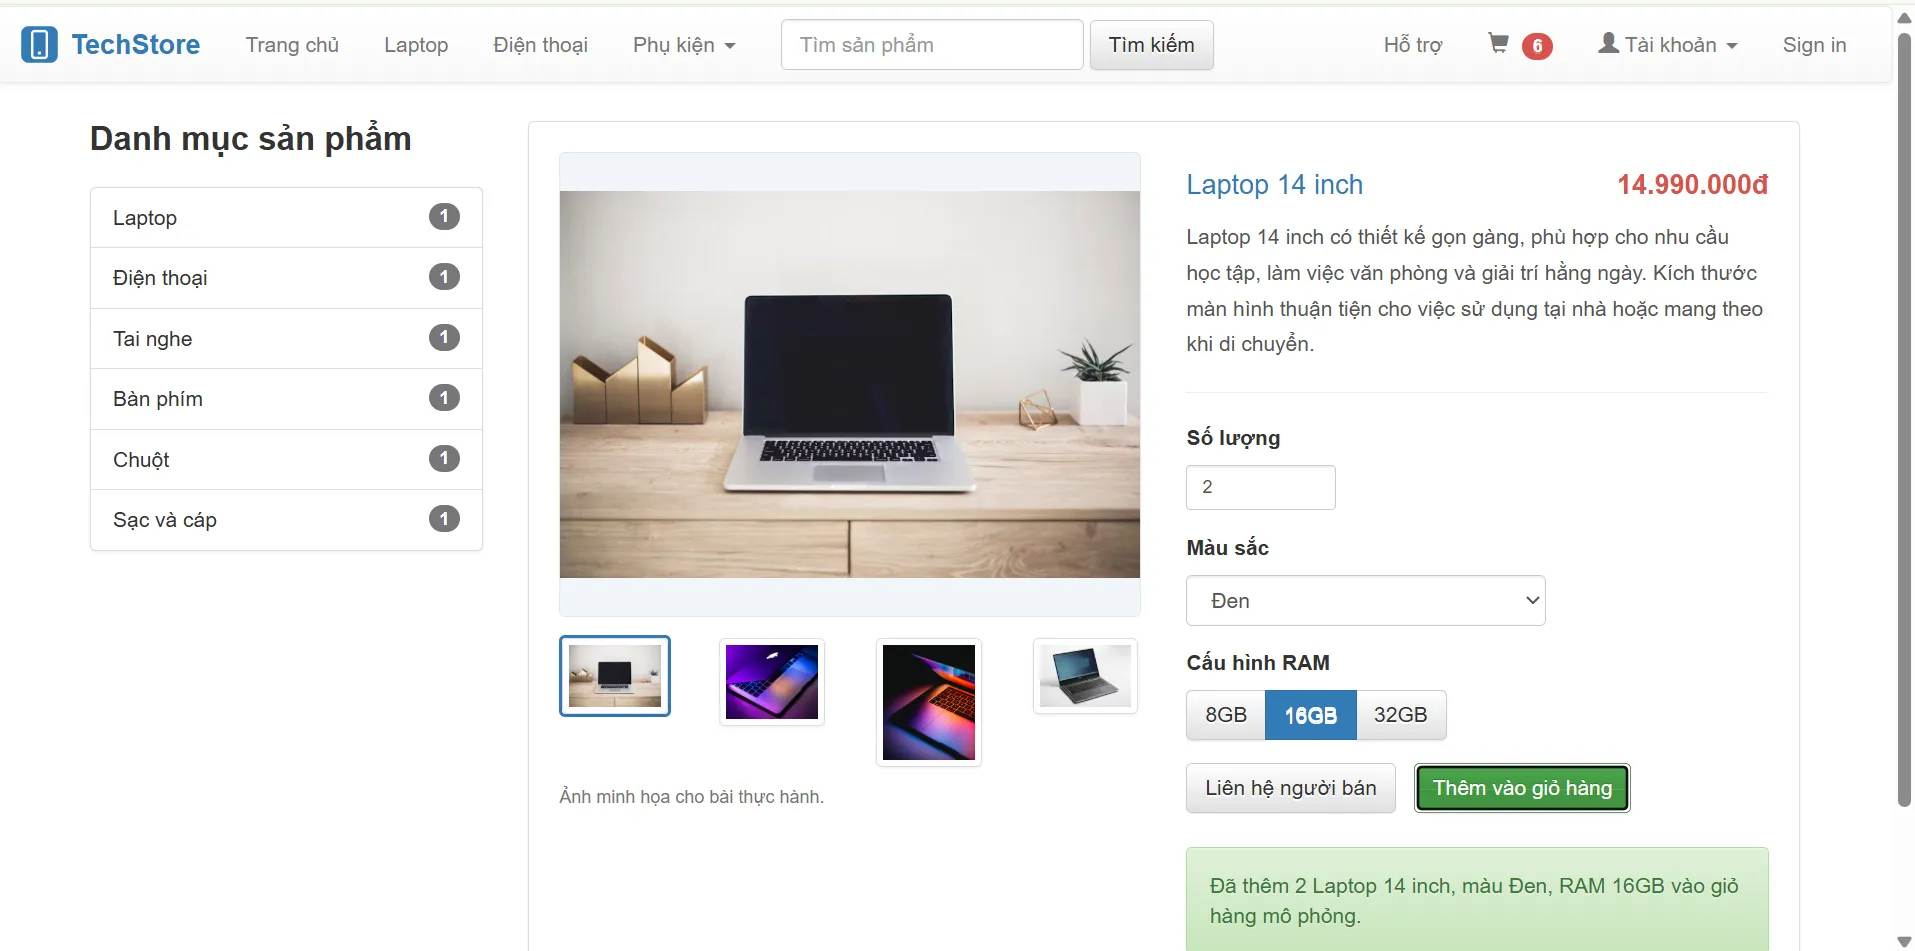 TechStore
Trang chủ
Laptop
Điện thoại
Phụ kiện
Tìm sản phẩm
Tìm kiếm
Hỗ trợ
6
Tài khoản
Sign in
Danh mục sản phẩm
Laptop 1
Điện thoại 1
Tai nghe 1
Bàn phím 1
Chuột 1
Sạc và cáp 1
Ảnh minh họa cho bài thực hành.
Laptop 14 inch 14.990.000đ
Laptop 14 inch có thiết kế gọn gàng, phù hợp cho nhu cầu
học tập, làm việc văn phòng và giải trí hằng ngày. Kích thước
màn hình thuận tiện cho việc sử dụng tại nhà hoặc mang theo
khi di chuyển.
Số lượng
2
Màu sắc
Đen
Cấu hình RAM
8GB 16GB 32GB
Liên hệ người bán Thêm vào giỏ hàng
Đã thêm 2 Laptop 14 inch, màu Đen, RAM 16GB vào giỏ
hàng mô phỏng.